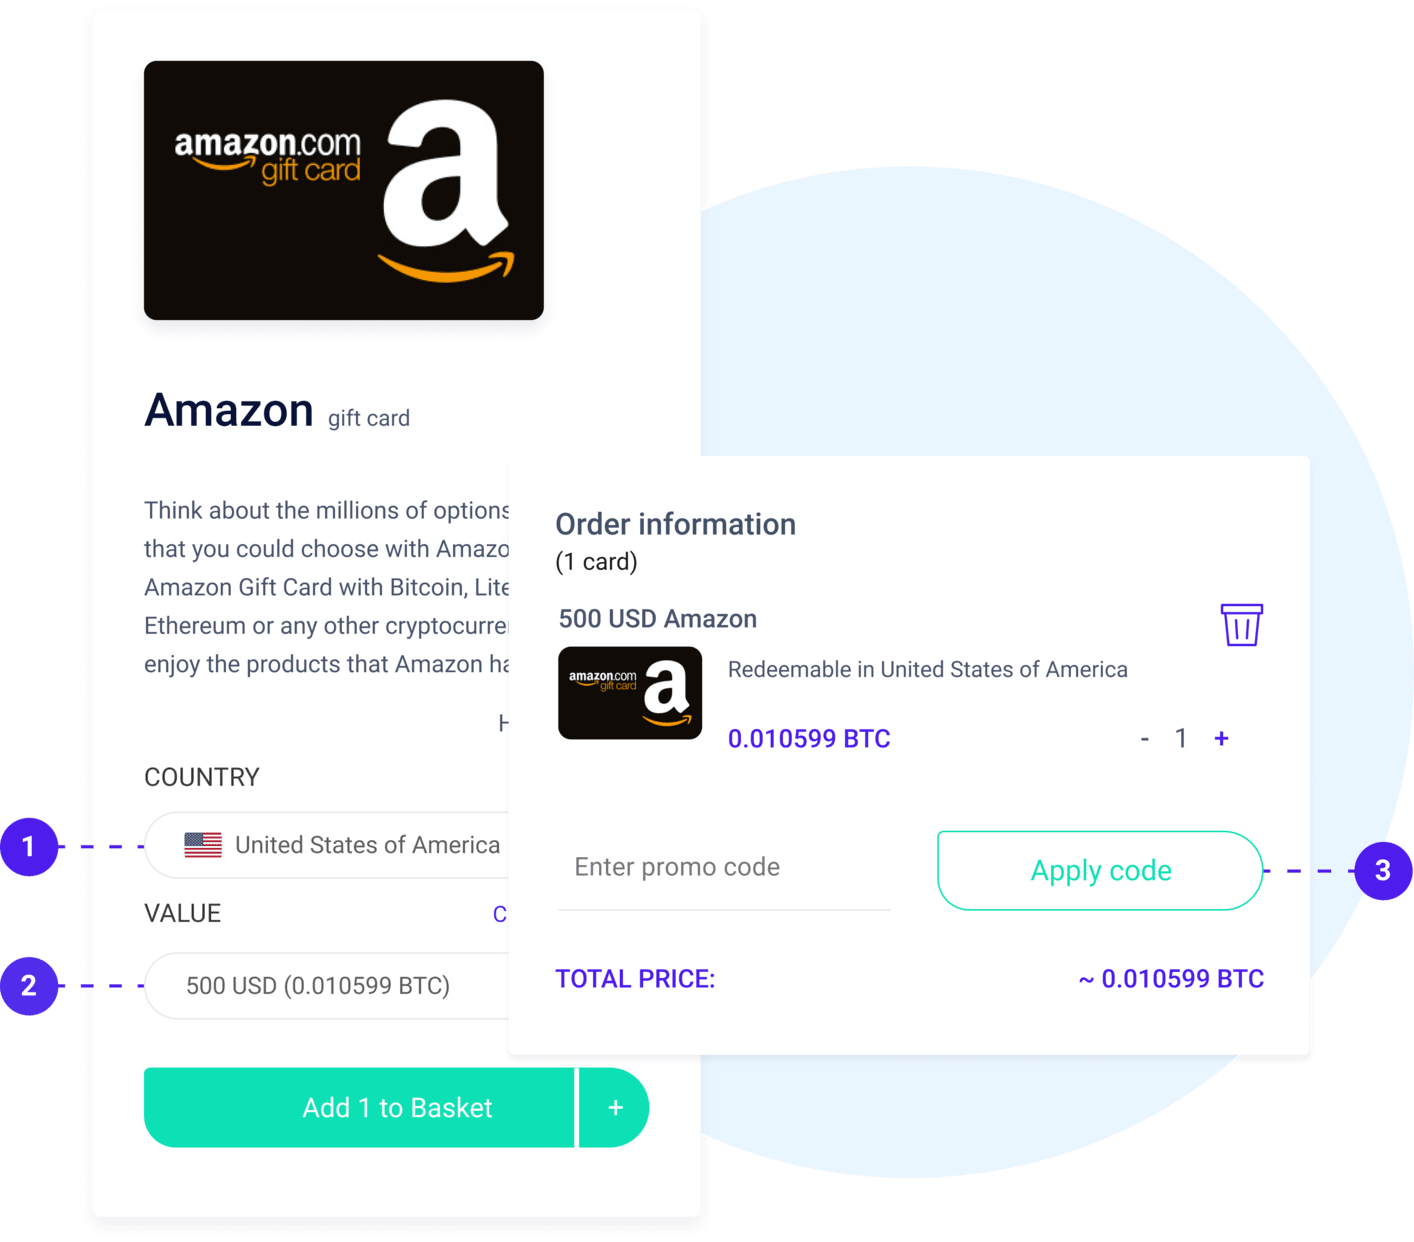 amazon.com
gift card
a
Amazon gift card
Think about the millions of options
that you could choose with Amazo
Amazon Gift Card with Bitcoin, Lite
Ethereum or any other cryptocurre
enjoy the products that Amazon ha
H
COUNTRY
1
United States of America
VALUE
C
2
500 USD (0.010599 BTC)
Add 1 to Basket +
Order information
(1 card)
500 USD Amazon
amazon.com
gift card
a
Redeemable in United States of America
0.010599 BTC
- 1 +
Enter promo code
Apply code
3
TOTAL PRICE:
~ 0.010599 BTC